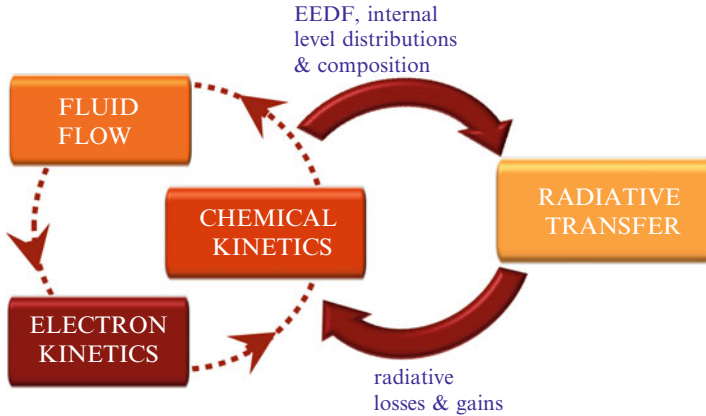 EEDF, internal
level distributions
& composition
FLUID
FLOW
CHEMICAL
KINETICS
RADIATIVE
TRANSFER
ELECTRON
KINETICS
radiative
losses & gains